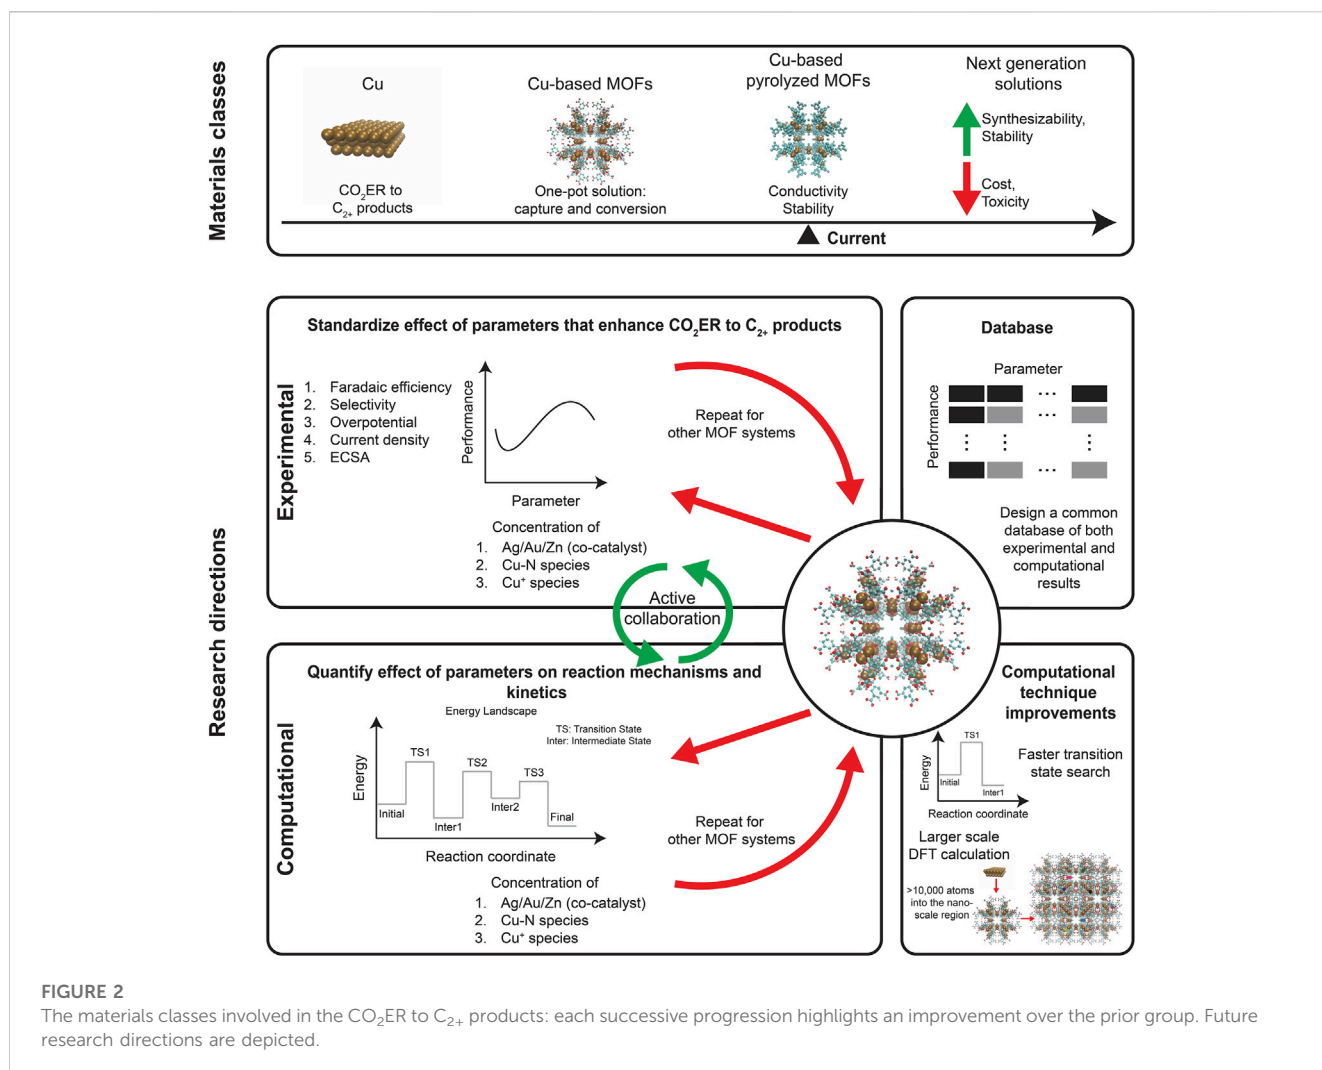 Materials classes
Cu
CO₂ER to
C₂₊ products
Cu-based MOFs
One-pot solution:
capture and conversion
Cu-based
pyrolyzed MOFs
Conductivity
Stability
Next generation
solutions
Synthesizability,
Stability
Cost,
Toxicity
Current
Research directions
Experimental
Standardize effect of parameters that enhance CO₂ER to C₂₊ products
1. Faradaic efficiency
2. Selectivity
3. Overpotential
4. Current density
5. ECSA
Performance
Parameter
Concentration of
1. Ag/Au/Zn (co-catalyst)
2. Cu-N species
3. Cu⁺ species
Repeat for
other MOF systems
Active
collaboration
Database
Parameter
Performance
...
...
...
Design a common
database of both
experimental and
computational
results
Computational
Quantify effect of parameters on reaction mechanisms and
kinetics
Energy Landscape
TS: Transition State
Inter: Intermediate State
Energy
Initial
TS1
Inter1
TS2
Inter2
TS3
Final
Reaction coordinate
Concentration of
1. Ag/Au/Zn (co-catalyst)
2. Cu-N species
3. Cu⁺ species
Repeat for
other MOF systems
Computational
technique
improvements
Energy
TS1
Initial
Inter1
Reaction coordinate
Faster transition
state search
Larger scale
DFT calculation
>10,000 atoms
into the nano-
scale region
FIGURE 2
The materials classes involved in the CO₂ER to C₂₊ products: each successive progression highlights an improvement over the prior group. Future
research directions are depicted.